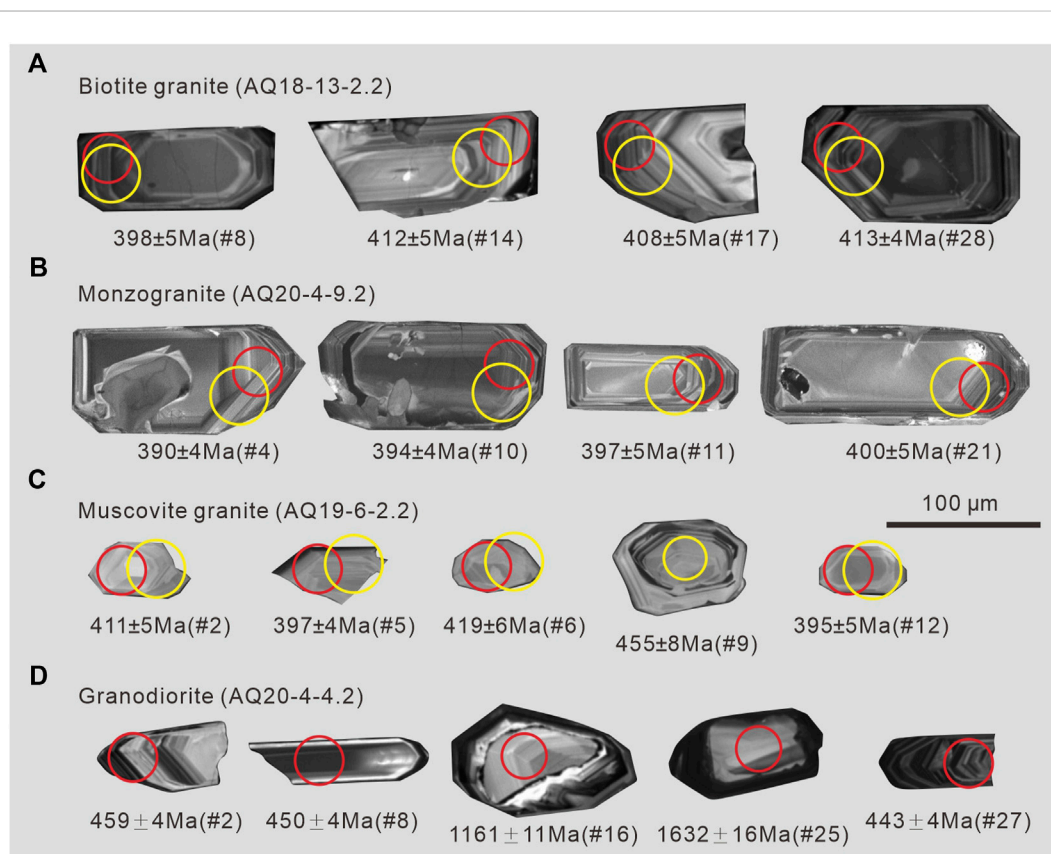 A
Biotite granite (AQ18-13-2.2)
398±5Ma(#8) 412±5Ma(#14) 408±5Ma(#17) 413±4Ma(#28)
B
Monzogranite (AQ20-4-9.2)
390±4Ma(#4) 394±4Ma(#10) 397±5Ma(#11) 400±5Ma(#21)
C
Muscovite granite (AQ19-6-2.2)
100 μm
411±5Ma(#2) 397±4Ma(#5) 419±6Ma(#6) 455±8Ma(#9) 395±5Ma(#12)
D
Granodiorite (AQ20-4-4.2)
459±4Ma(#2) 450±4Ma(#8) 1161±11Ma(#16) 1632±16Ma(#25) 443±4Ma(#27)